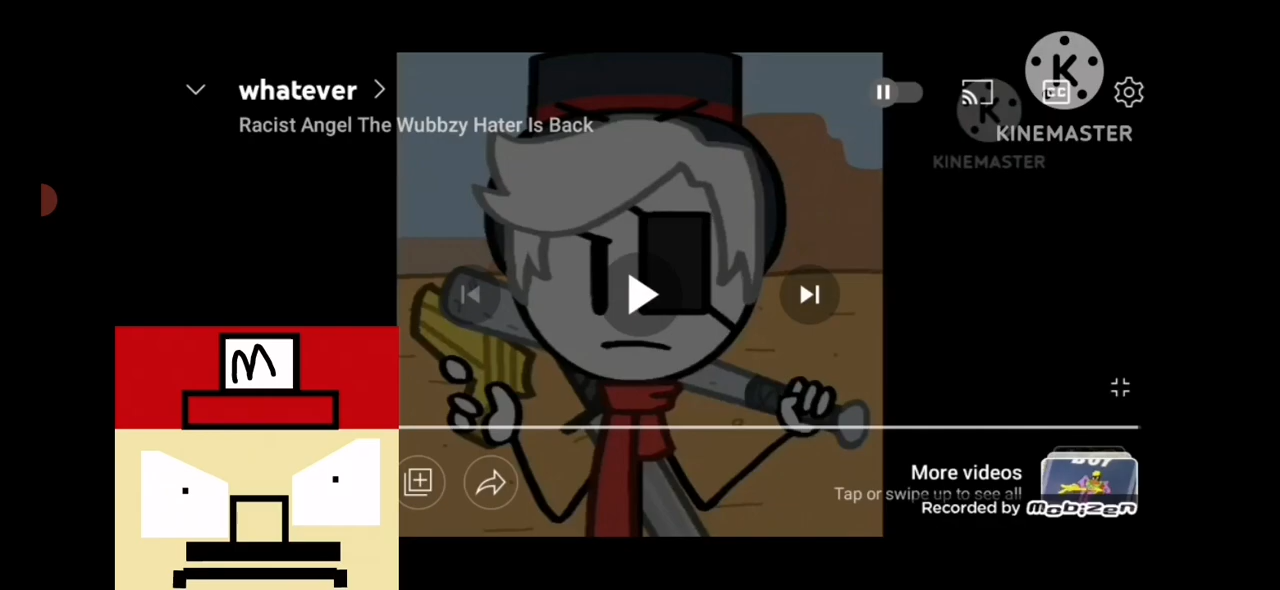 whatever
Racist Angel The Wubbzy Hater Is Back
K
CC
KINEMASTER
K
KINEMASTER
M
More videos
Tap or swipe up to see all
Recorded by mobizen